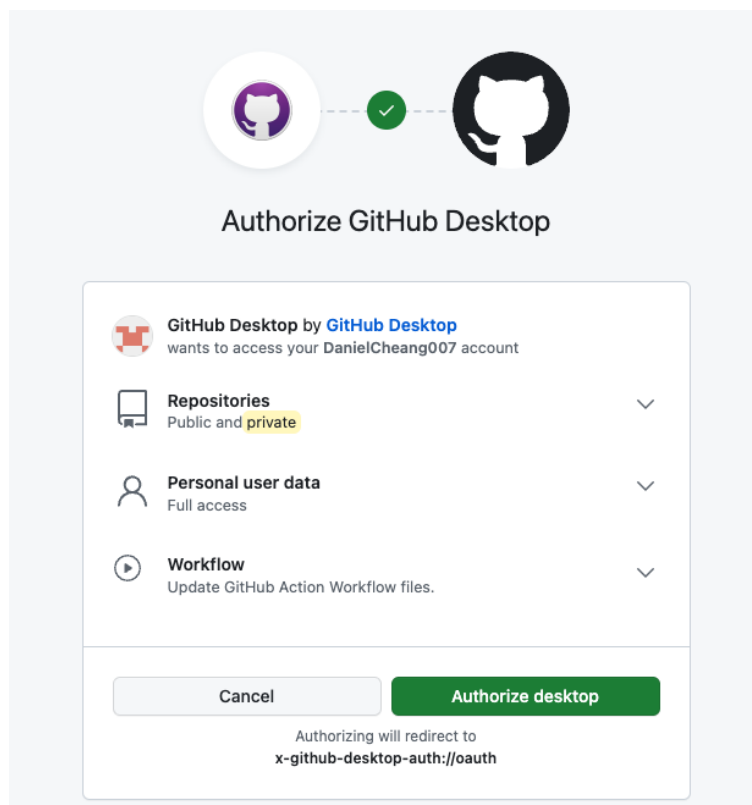 Authorize GitHub Desktop
GitHub Desktop by GitHub Desktop
wants to access your DanielCheang007 account
Repositories
Public and private
Personal user data
Full access
Workflow
Update GitHub Action Workflow files.
Cancel
Authorize desktop
Authorizing will redirect to
x-github-desktop-auth://oauth